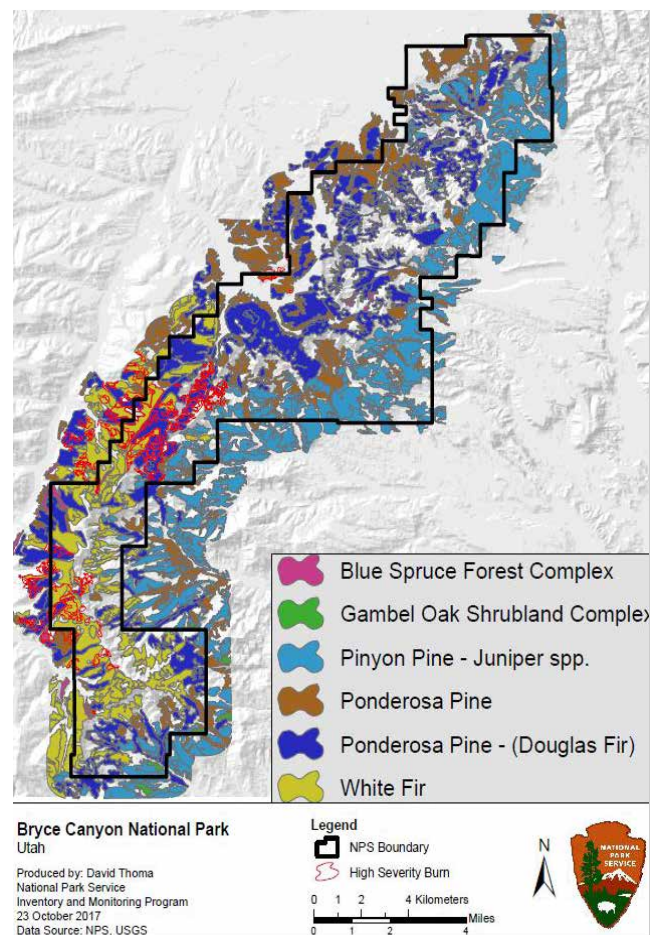 Blue Spruce Forest Complex
Gambel Oak Shrubland Complex
Pinyon Pine - Juniper spp.
Ponderosa Pine
Ponderosa Pine - (Douglas Fir)
White Fir
Bryce Canyon National Park
Utah
Produced by: David Thoma
National Park Service
Inventory and Monitoring Program
23 October 2017
Data Source: NPS, USGS
Legend
NPS Boundary
High Severity Burn
0 1 2 4 Kilometers
0 1 2 4 Miles
N
NATIONAL
PARK
SERVICE